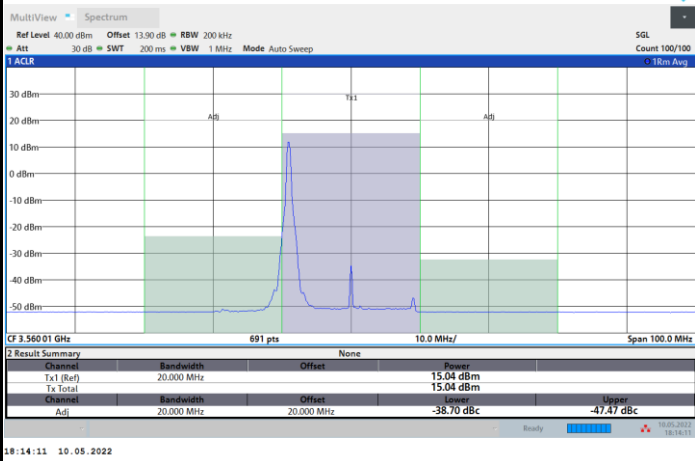 MultiView Spectrum
Ref Level 40.00 dBm Offset 13.90 dB RBW 200 kHz SGL
Att 30 dB SWT 200 ms VBW 1 MHz Mode Auto Sweep Count 100/100
1 ACLR 1Rm Avg
30 dBm
Tx1
20 dBm
Adj Adj
10 dBm
0 dBm
-10 dBm
-20 dBm
-30 dBm
-40 dBm
-50 dBm
CF 3.560 01 GHz 691 pts 10.0 MHz/ Span 100.0 MHz
2 Result Summary None
Channel Bandwidth Offset Power
Tx1 (Ref) 20.000 MHz 15.04 dBm
Tx Total 15.04 dBm
Channel Bandwidth Offset Lower Upper
Adj 20.000 MHz 20.000 MHz -38.70 dBc -47.47 dBc
Ready 10.05.2022
18:14:11
18:14:11 10.05.2022